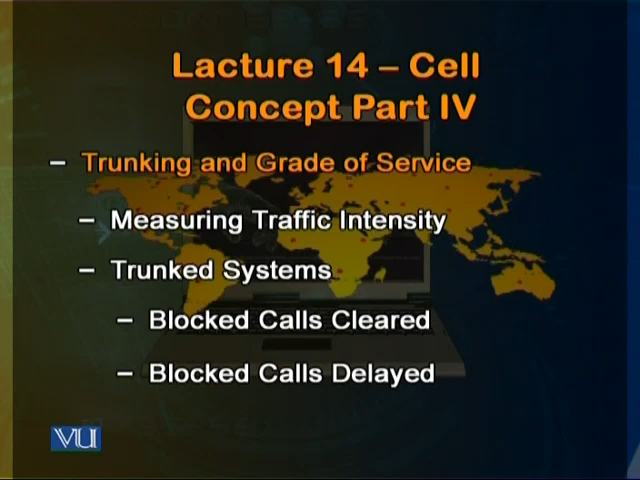 Lacture 14 – Cell
Concept Part IV
– Trunking and Grade of Service
– Measuring Traffic Intensity
– Trunked Systems
– Blocked Calls Cleared
– Blocked Calls Delayed
VU